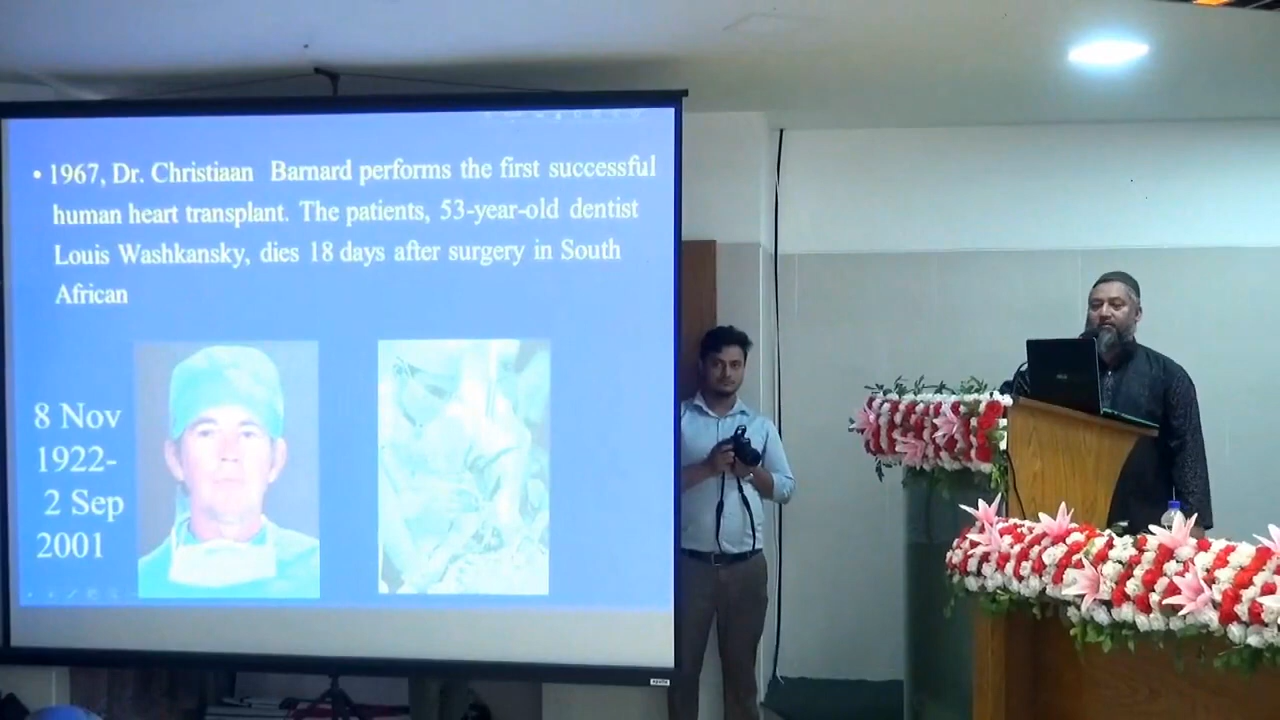 • 1967, Dr. Christiaan Barnard performs the first successful
human heart transplant. The patients, 53-year-old dentist
Louis Washkansky, dies 18 days after surgery in South
African
8 Nov
1922-
2 Sep
2001
apollo